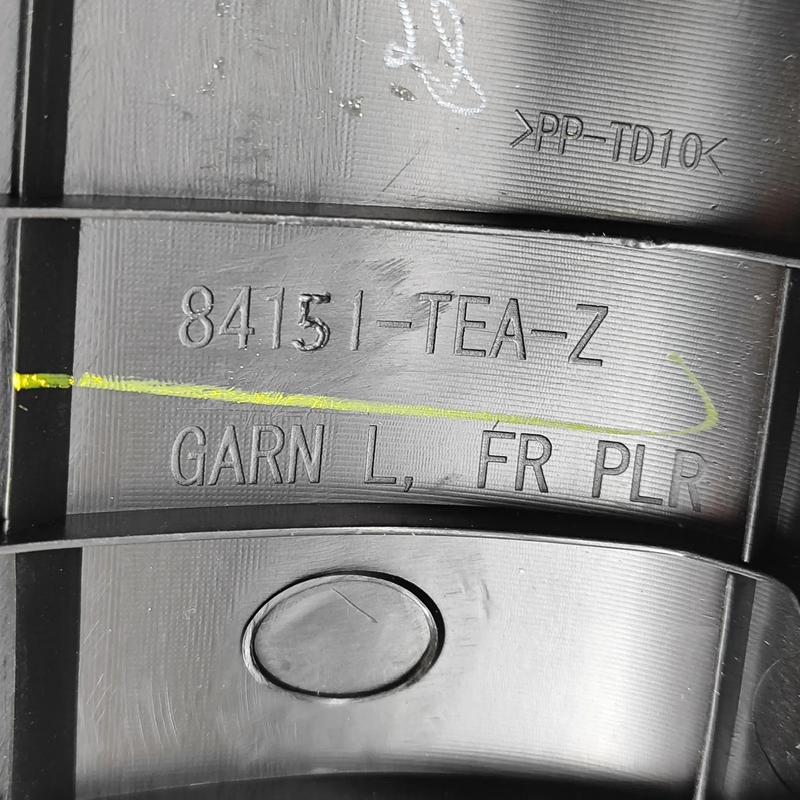 >PP-TD10<
84151-TEA-Z
GARN L, FR PLR